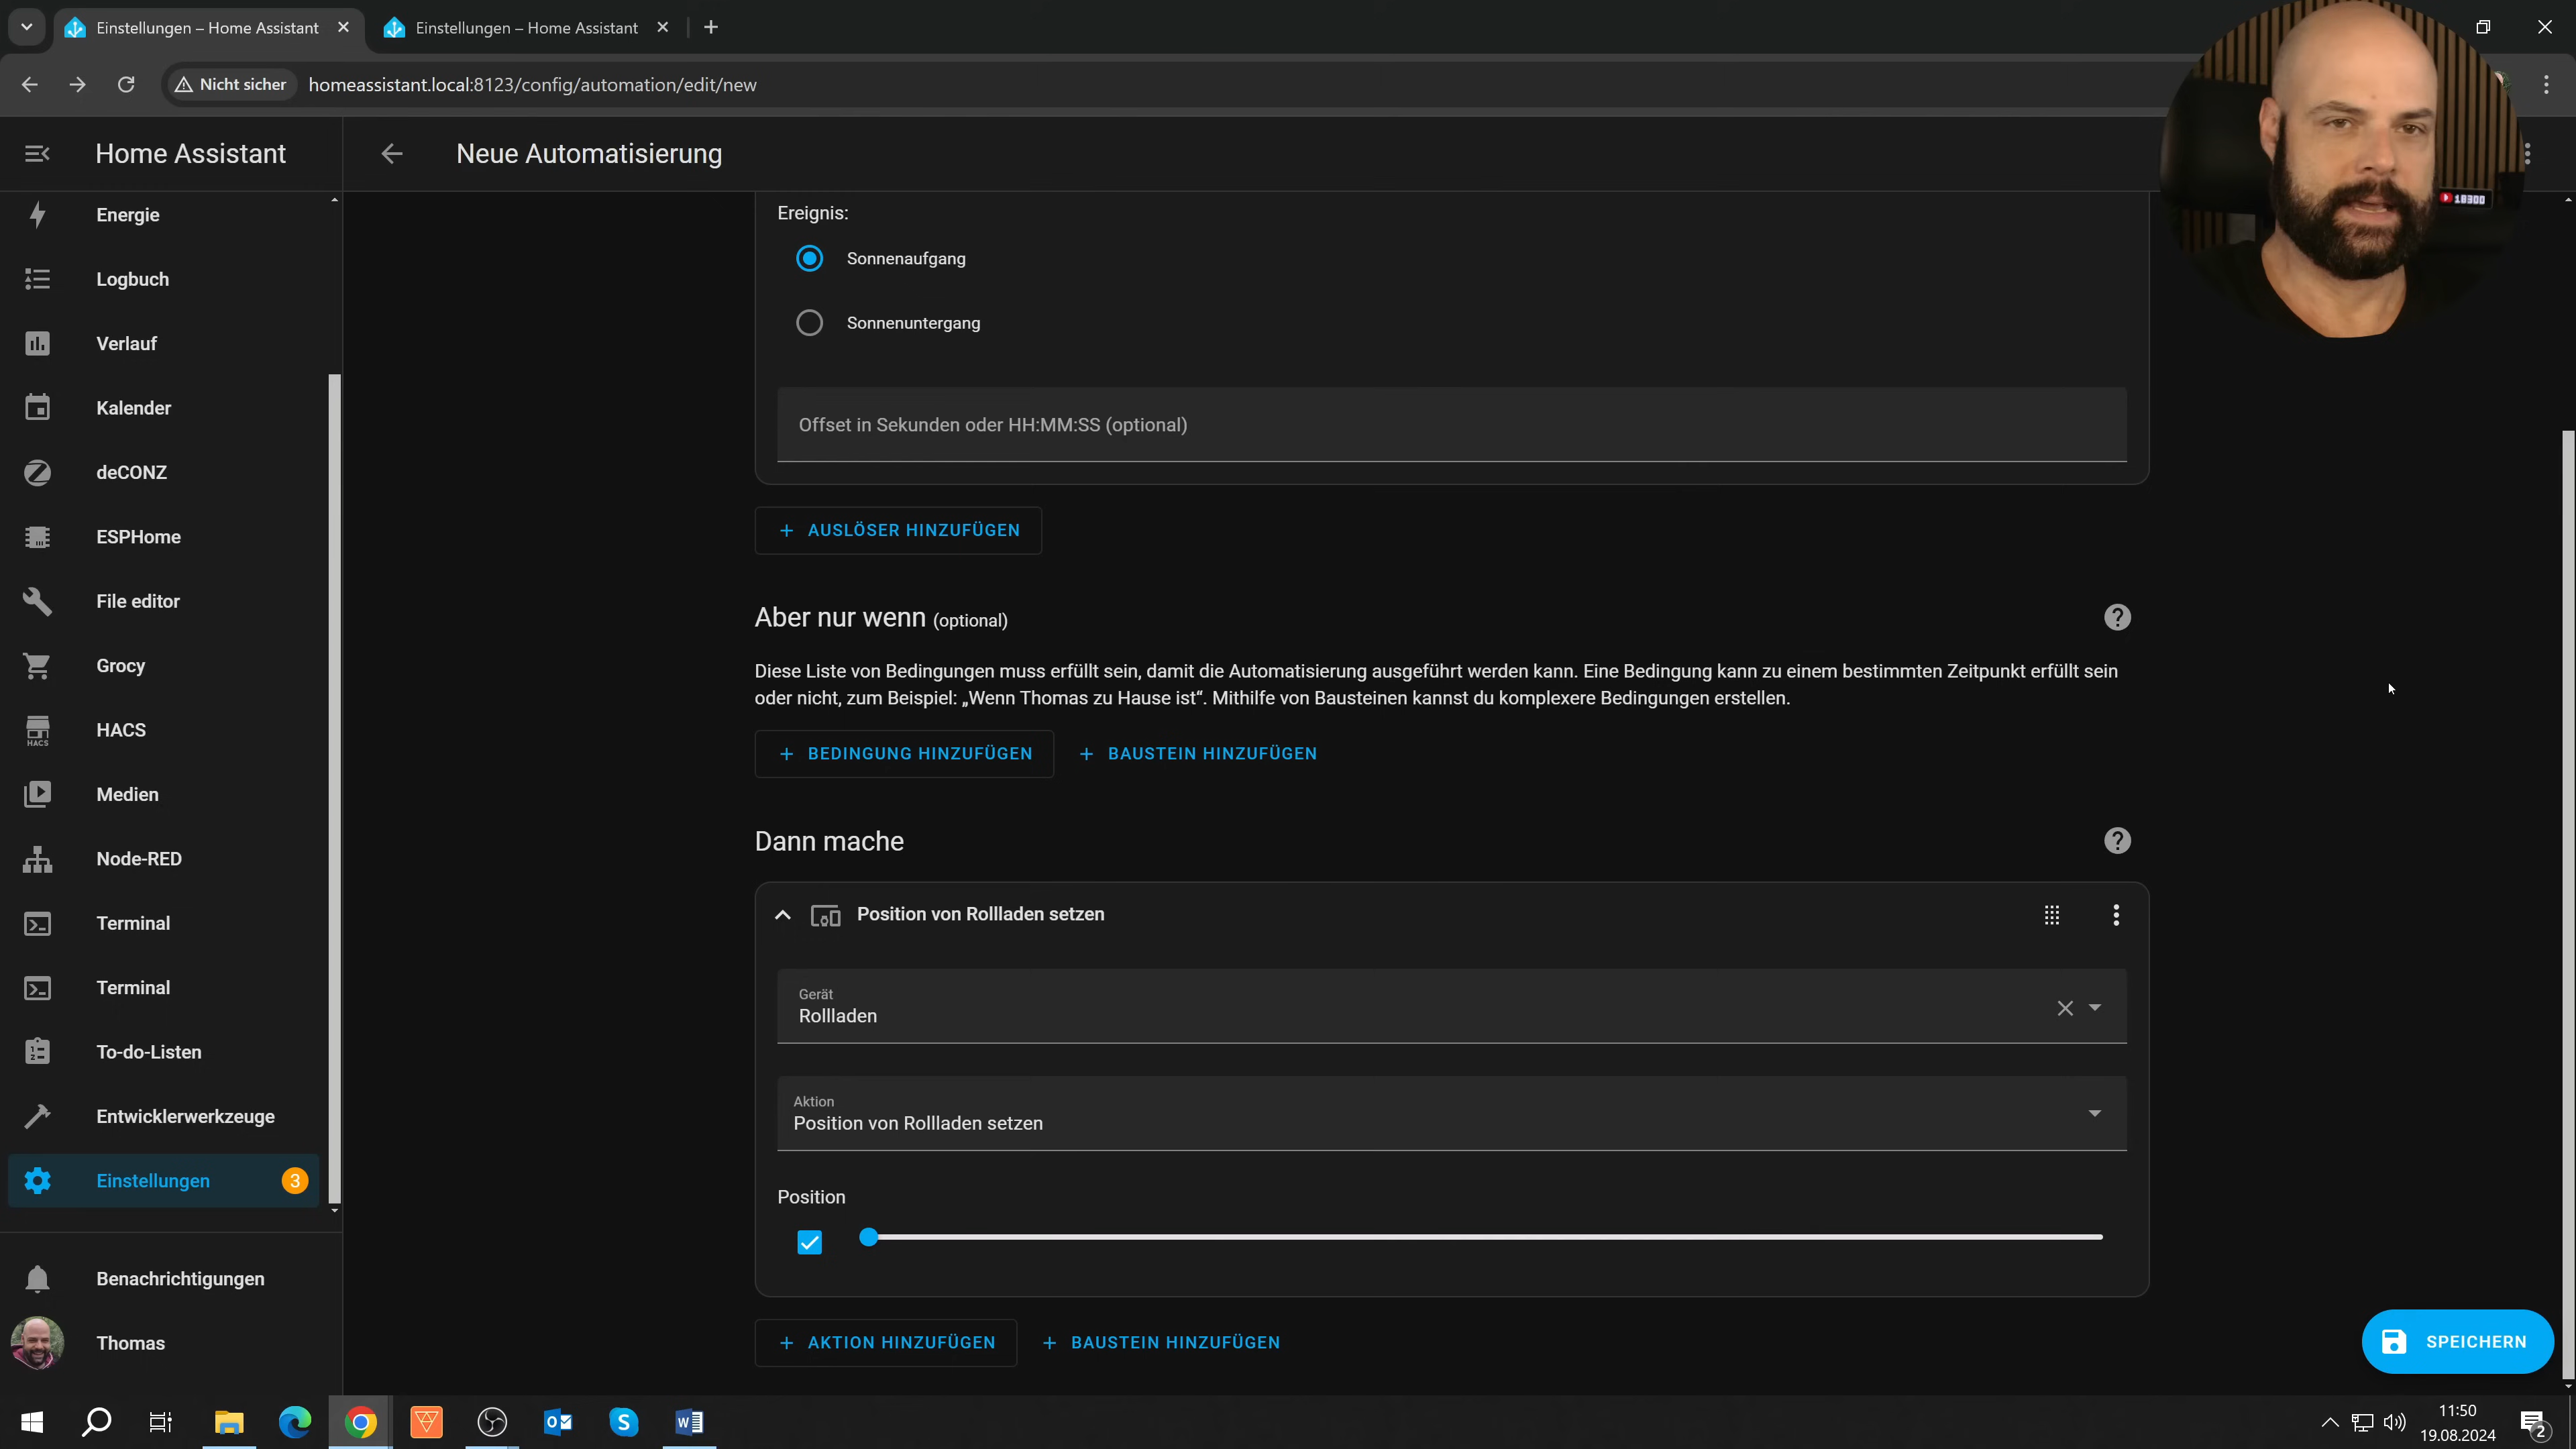 Einstellungen – Home Assistant
Einstellungen – Home Assistant
Nicht sicher
homeassistant.local:8123/config/automation/edit/new
Home Assistant
Neue Automatisierung
Energie
Logbuch
Verlauf
Kalender
deCONZ
ESPHome
File editor
Grocy
HACS
HACS
Medien
Node-RED
Terminal
Terminal
To-do-Listen
Entwicklerwerkzeuge
Einstellungen
3
Benachrichtigungen
Thomas
Ereignis:
Sonnenaufgang
Sonnenuntergang
Offset in Sekunden oder HH:MM:SS (optional)
+ AUSLÖSER HINZUFÜGEN
Aber nur wenn (optional)
Diese Liste von Bedingungen muss erfüllt sein, damit die Automatisierung ausgeführt werden kann. Eine Bedingung kann zu einem bestimmten Zeitpunkt erfüllt sein
oder nicht, zum Beispiel: „Wenn Thomas zu Hause ist“. Mithilfe von Bausteinen kannst du komplexere Bedingungen erstellen.
+ BEDINGUNG HINZUFÜGEN + BAUSTEIN HINZUFÜGEN
Dann mache
Position von Rollladen setzen
Gerät
Rollladen
Aktion
Position von Rollladen setzen
Position
+ AKTION HINZUFÜGEN + BAUSTEIN HINZUFÜGEN
SPEICHERN
18300
11:50
19.08.2024
2